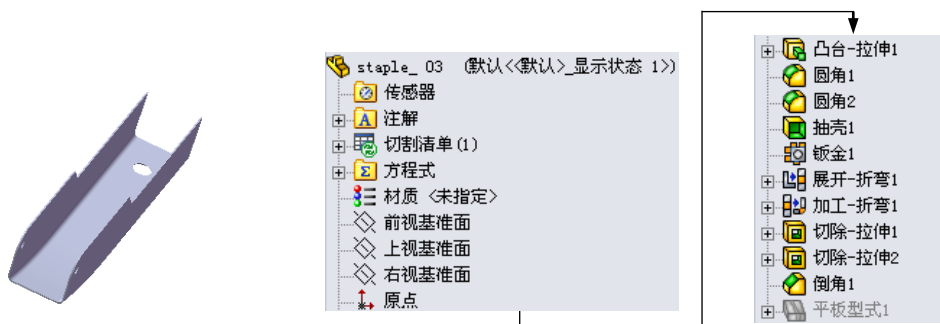 staple_ 03 (默认<<默认>_显示状态 1>)
传感器
注解
切割清单(1)
方程式
材质 <未指定>
前视基准面
上视基准面
右视基准面
原点
凸台-拉伸1
圆角1
圆角2
抽壳1
钣金1
展开-折弯1
加工-折弯1
切除-拉伸1
切除-拉伸2
倒角1
平板型式1